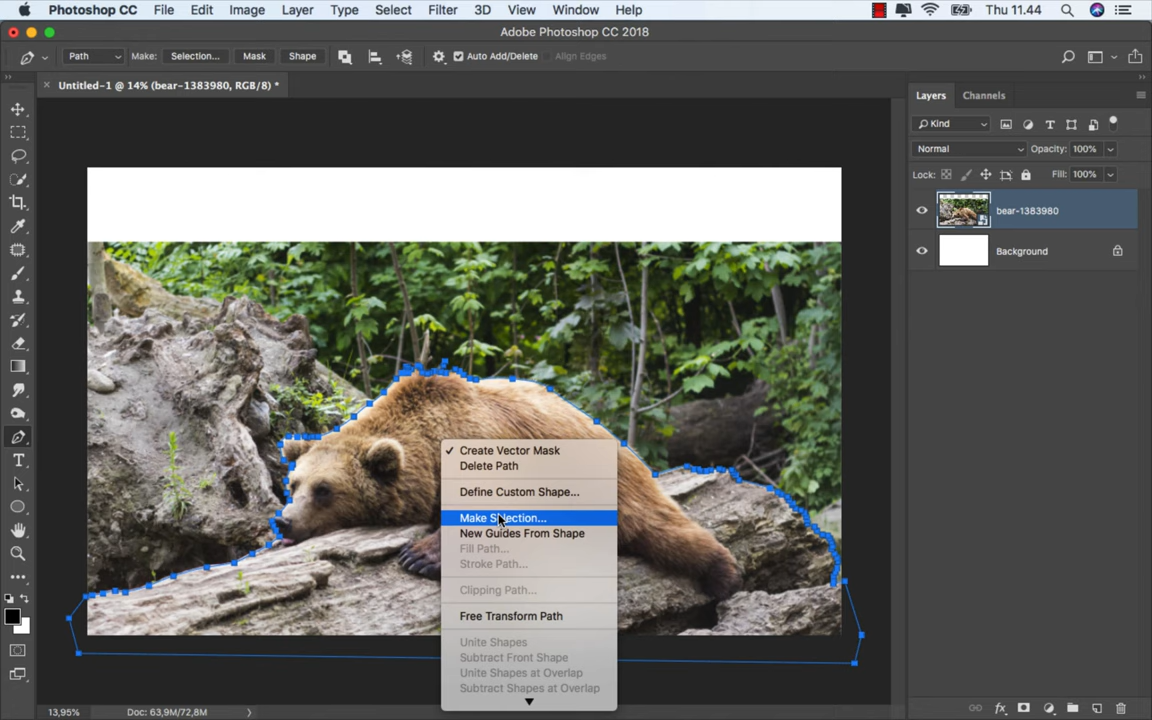 Photoshop CC File Edit Image Layer Type Select Filter 3D View Window Help Thu 11.44
Adobe Photoshop CC 2018
Path Make: Selection... Mask Shape Auto Add/Delete Align Edges
× Untitled-1 @ 14% (bear-1383980, RGB/8) *
Layers Channels
Kind
Normal Opacity: 100%
Lock: Fill: 100%
bear-1383980
Background
✓ Create Vector Mask
Delete Path
Define Custom Shape...
Make Selection...
New Guides From Shape
Fill Path...
Stroke Path...
Clipping Path...
Free Transform Path
Unite Shapes
Subtract Front Shape
Unite Shapes at Overlap
Subtract Shapes at Overlap
13,95% Doc: 63,9M/72,8M